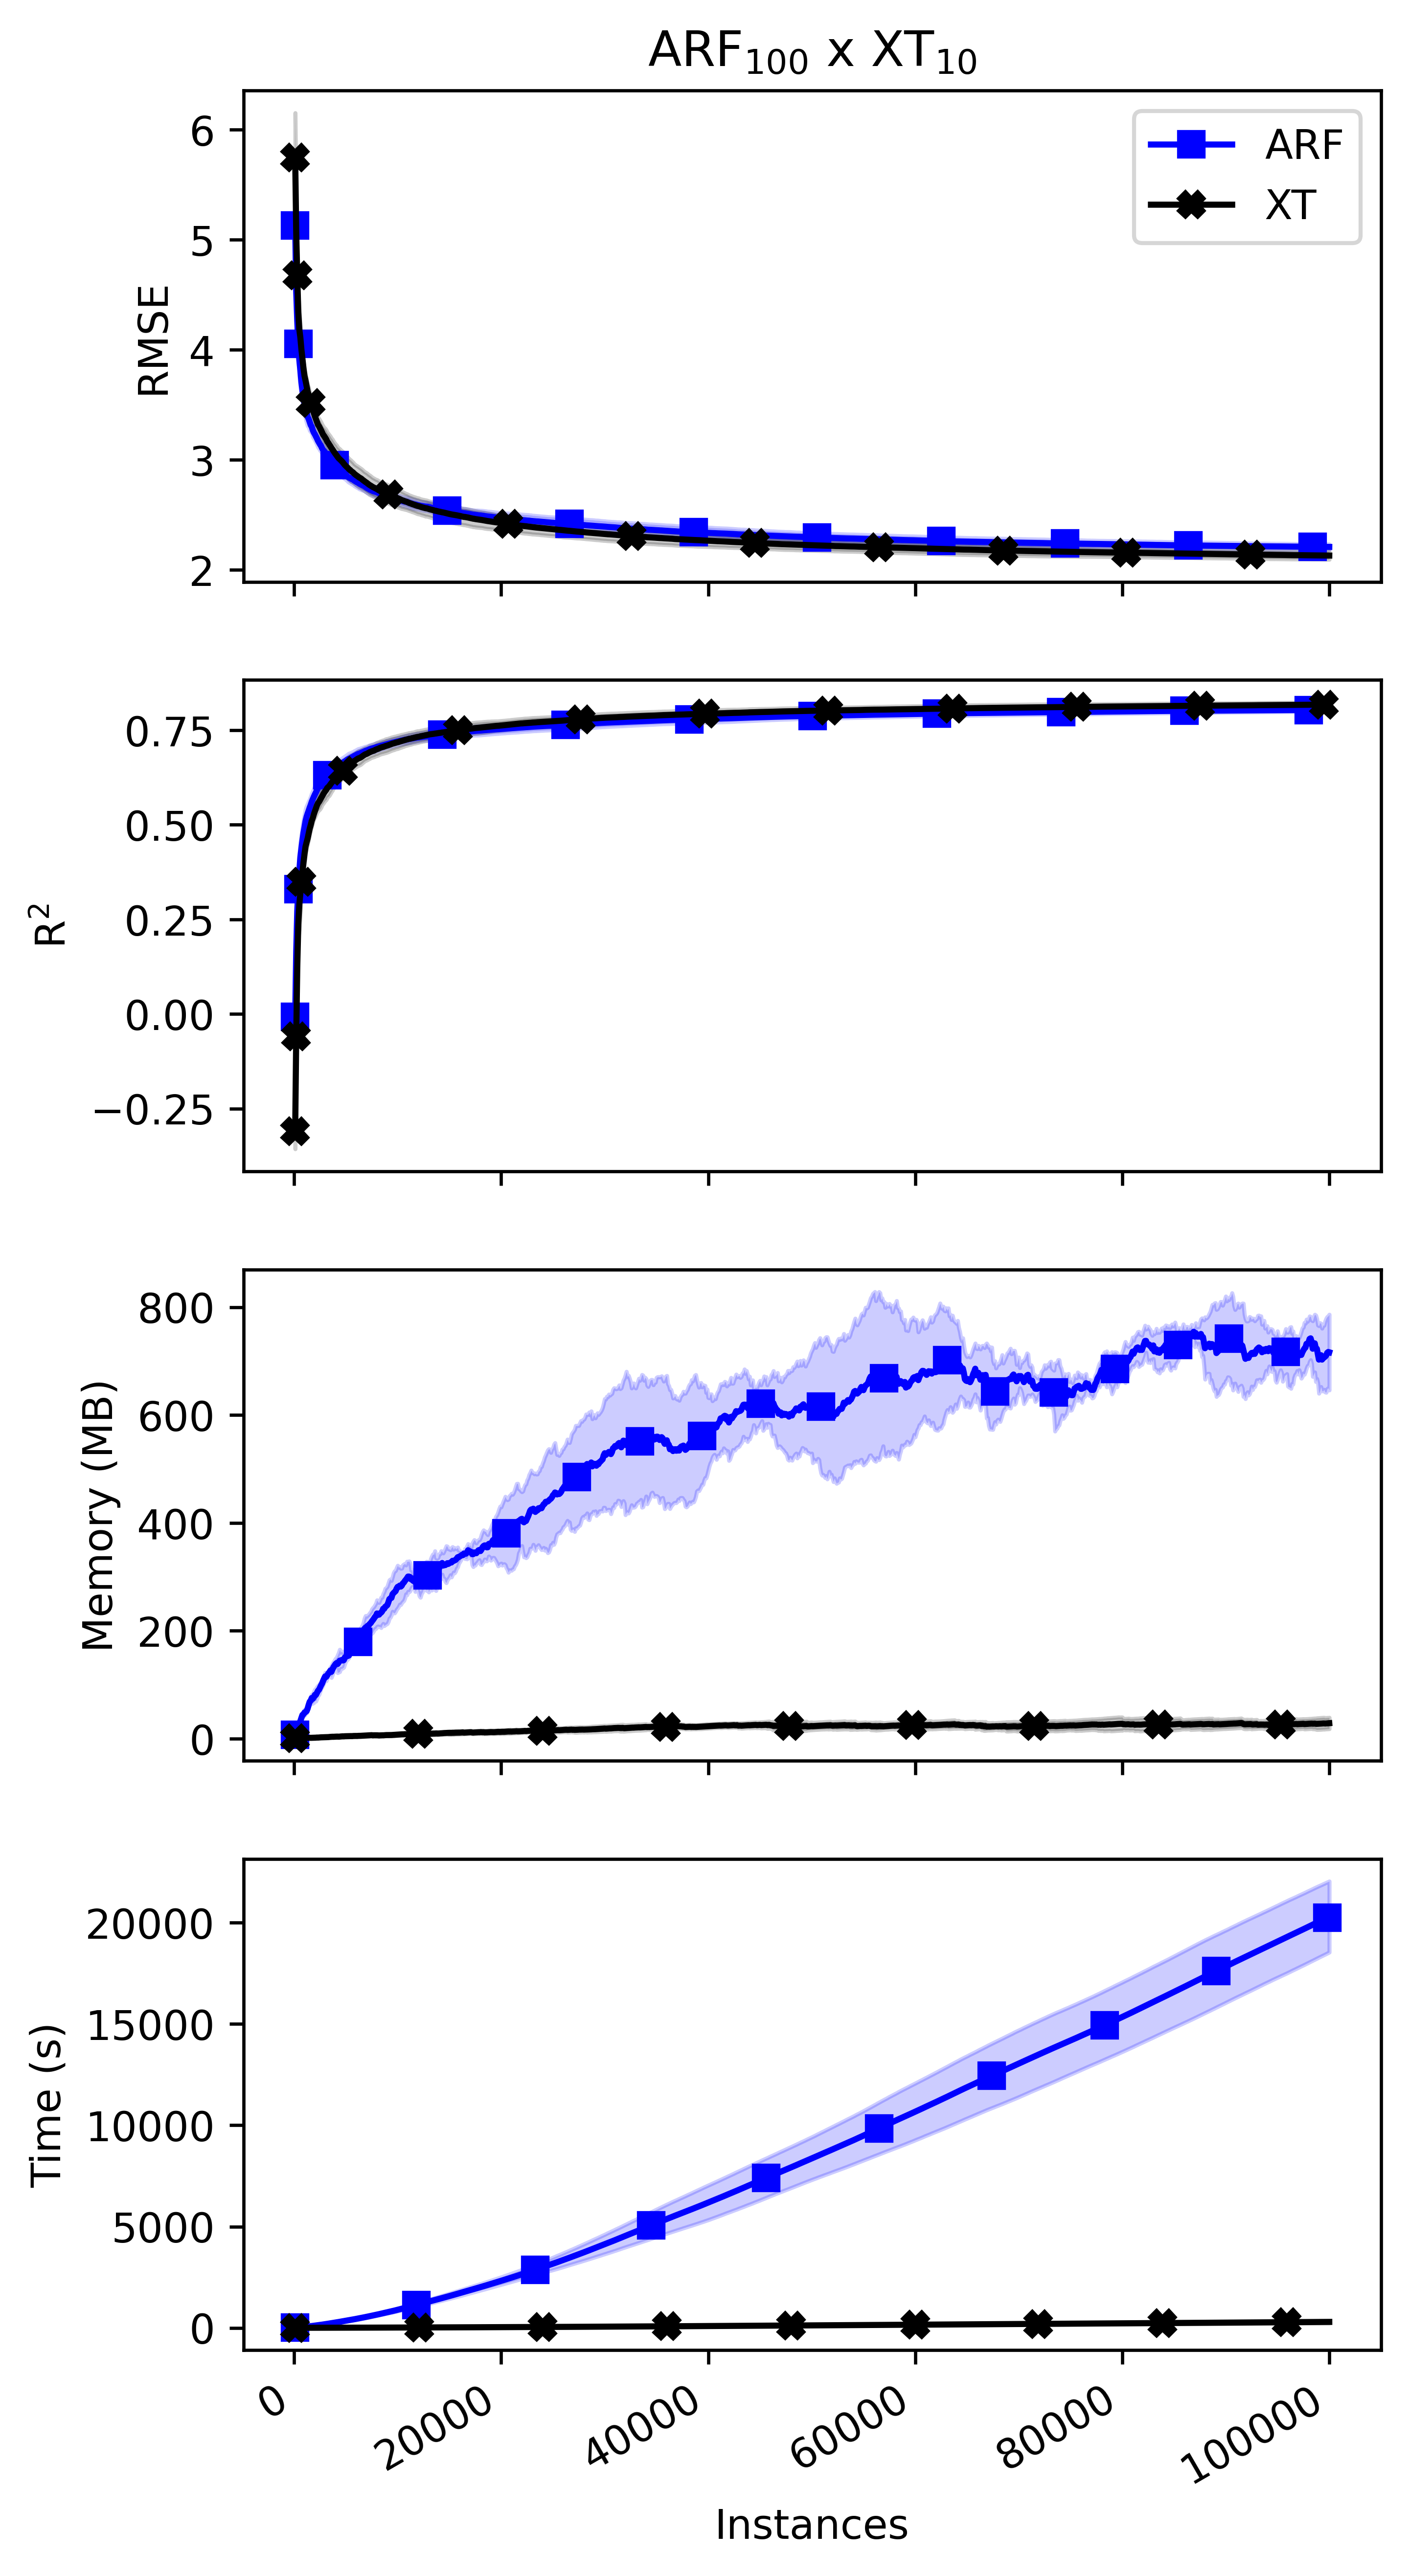 ARF₁₀₀ x XT₁₀
6
5
4
3
2
RMSE
ARF
XT
0.75
0.50
0.25
0.00
−0.25
R²
800
600
400
200
0
Memory (MB)
20000
15000
10000
5000
0
Time (s)
0 20000 40000 60000 80000 100000
Instances